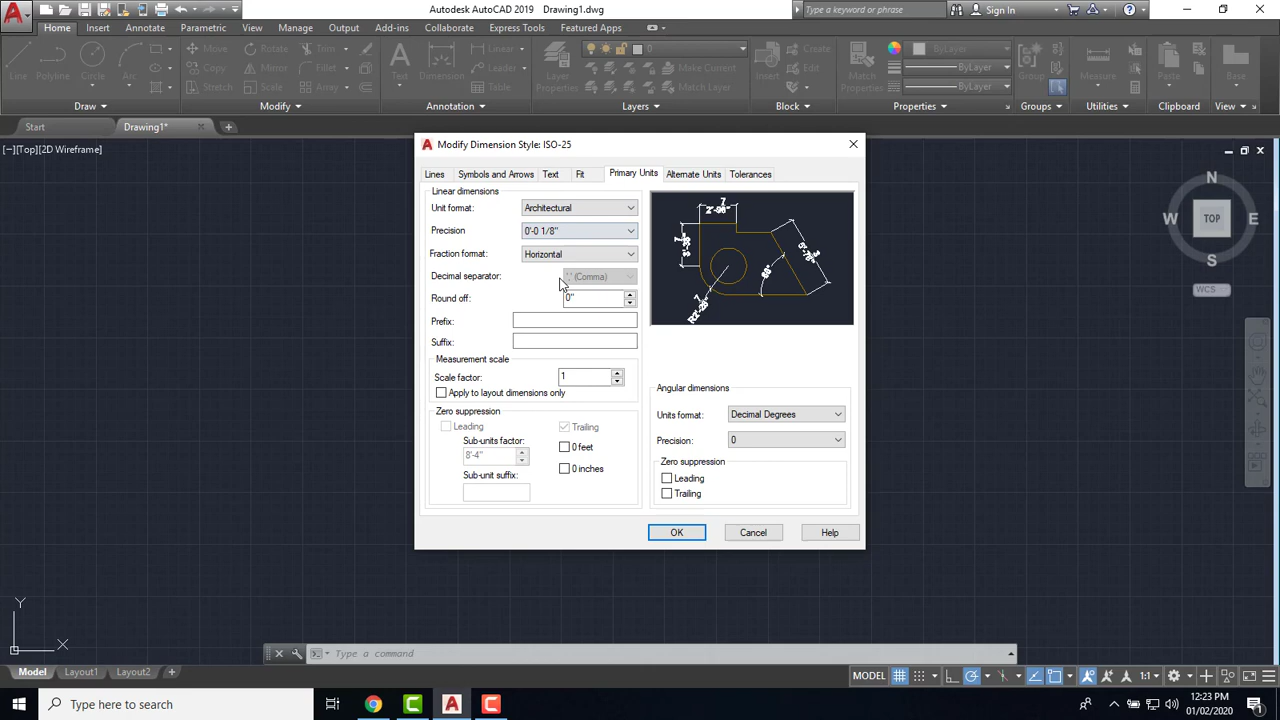 Autodesk AutoCAD 2019 Drawing1.dwg
Type a keyword or phrase
Sign In
Home Insert Annotate Parametric View Manage Output Add-ins Collaborate Express Tools Featured Apps
Line Polyline Circle Arc
Move Rotate Trim
Copy Mirror Fillet
Stretch Scale Array
Text Dimension
Linear
Leader
Table
Layer
Properties
0
Make Current
Match Layer
Insert
Create
Edit
Match
Properties
ByLayer
ByLayer
ByLayer
Group
Measure
Paste
Base
Draw Modify Annotation Layers Block Properties Groups Utilities Clipboard View
Start Drawing1*
[−][Top][2D Wireframe]
Modify Dimension Style: ISO-25
Lines Symbols and Arrows Text Fit Primary Units Alternate Units Tolerances
Linear dimensions
Unit format: Architectural
Precision 0'-0 1/8"
Fraction format: Horizontal
Decimal separator: ',' (Comma)
Round off: 0"
Prefix:
Suffix:
Measurement scale
Scale factor: 1
Apply to layout dimensions only
Zero suppression
Leading Trailing
Sub-units factor: 0 feet
8'-4"
0 inches
Sub-unit suffix:
60°
Angular dimensions
Units format: Decimal Degrees
Precision: 0
Zero suppression
Leading
Trailing
OK Cancel Help
N
W TOP E
S
WCS
Y
X
Type a command
Model Layout1 Layout2 +
MODEL 1:1
Type here to search
12:23 PM
01/02/2020
1